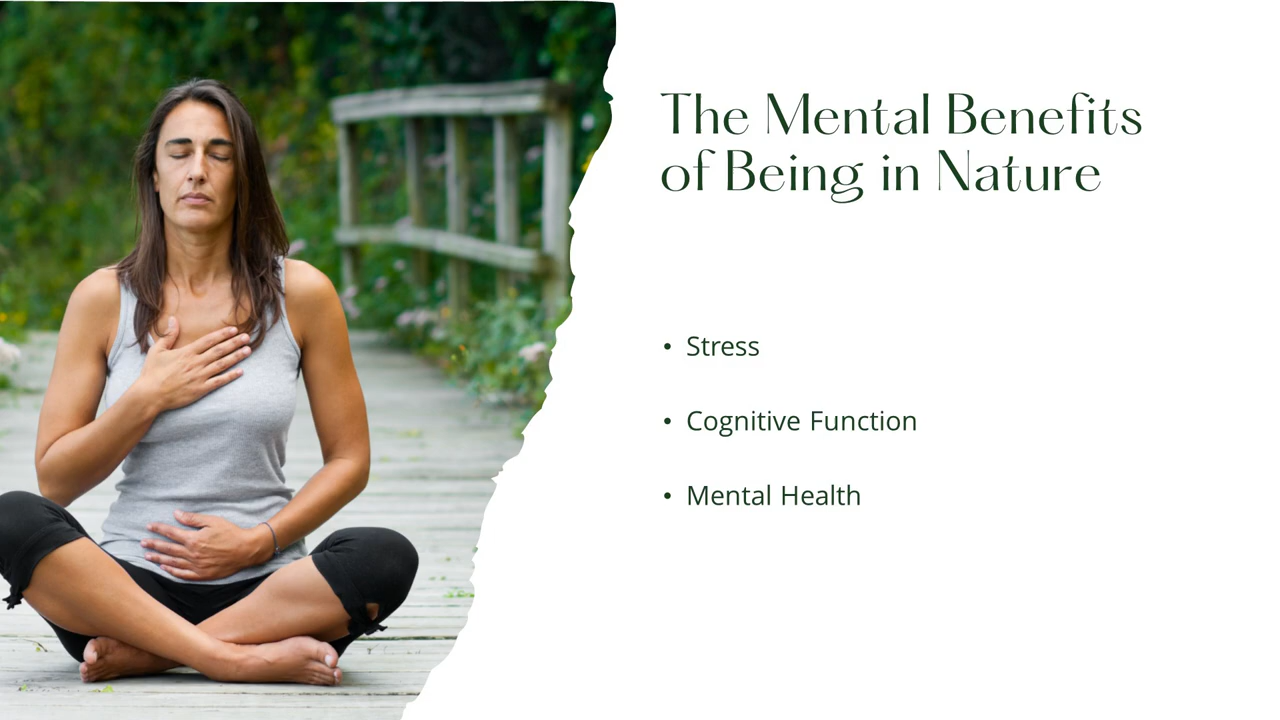 The Mental Benefits
of Being in Nature
• Stress
• Cognitive Function
• Mental Health